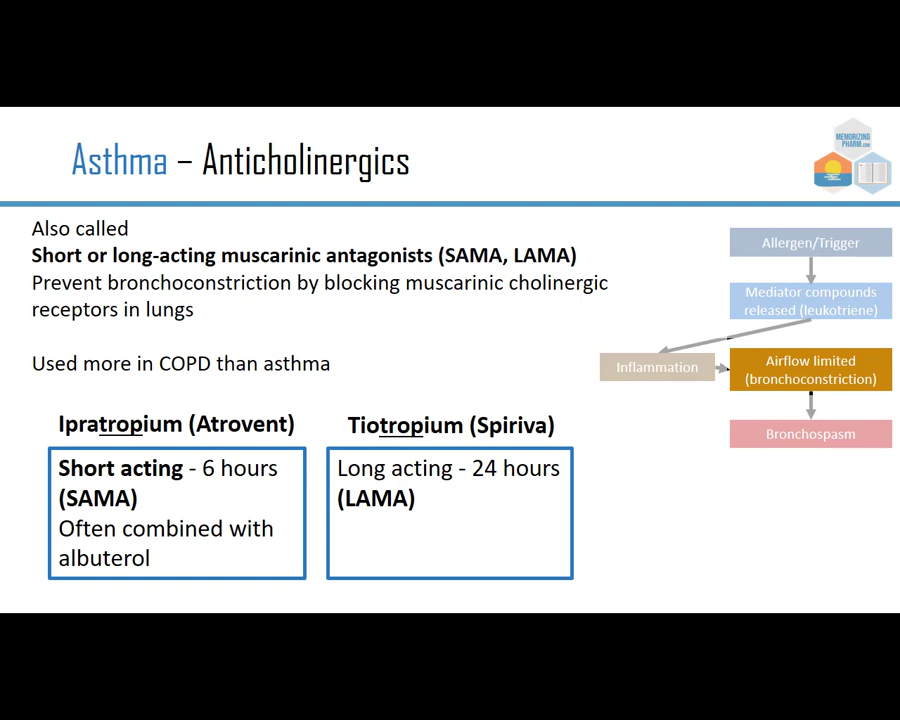 Asthma – Anticholinergics
MEMORIZING
PHARM.COM
Also called
Short or long-acting muscarinic antagonists (SAMA, LAMA)
Prevent bronchoconstriction by blocking muscarinic cholinergic
receptors in lungs
Used more in COPD than asthma
Ipratropium (Atrovent)
Short acting - 6 hours
(SAMA)
Often combined with
albuterol
Tiotropium (Spiriva)
Long acting - 24 hours
(LAMA)
Allergen/Trigger
Mediator compounds
released (leukotriene)
Inflammation
Airflow limited
(bronchoconstriction)
Bronchospasm